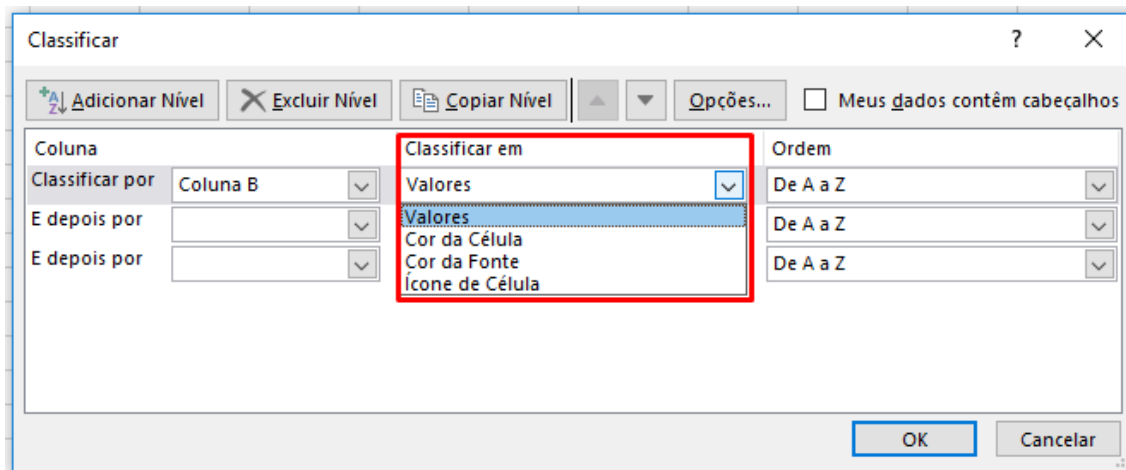 Classificar ?
Adicionar Nível Excluir Nível Copiar Nível Opções... Meus dados contêm cabeçalhos
Coluna Classificar em Ordem
Classificar por Coluna B Valores De A a Z
E depois por Valores De A a Z
Cor da Célula
E depois por Cor da Fonte De A a Z
Ícone de Célula
OK Cancelar